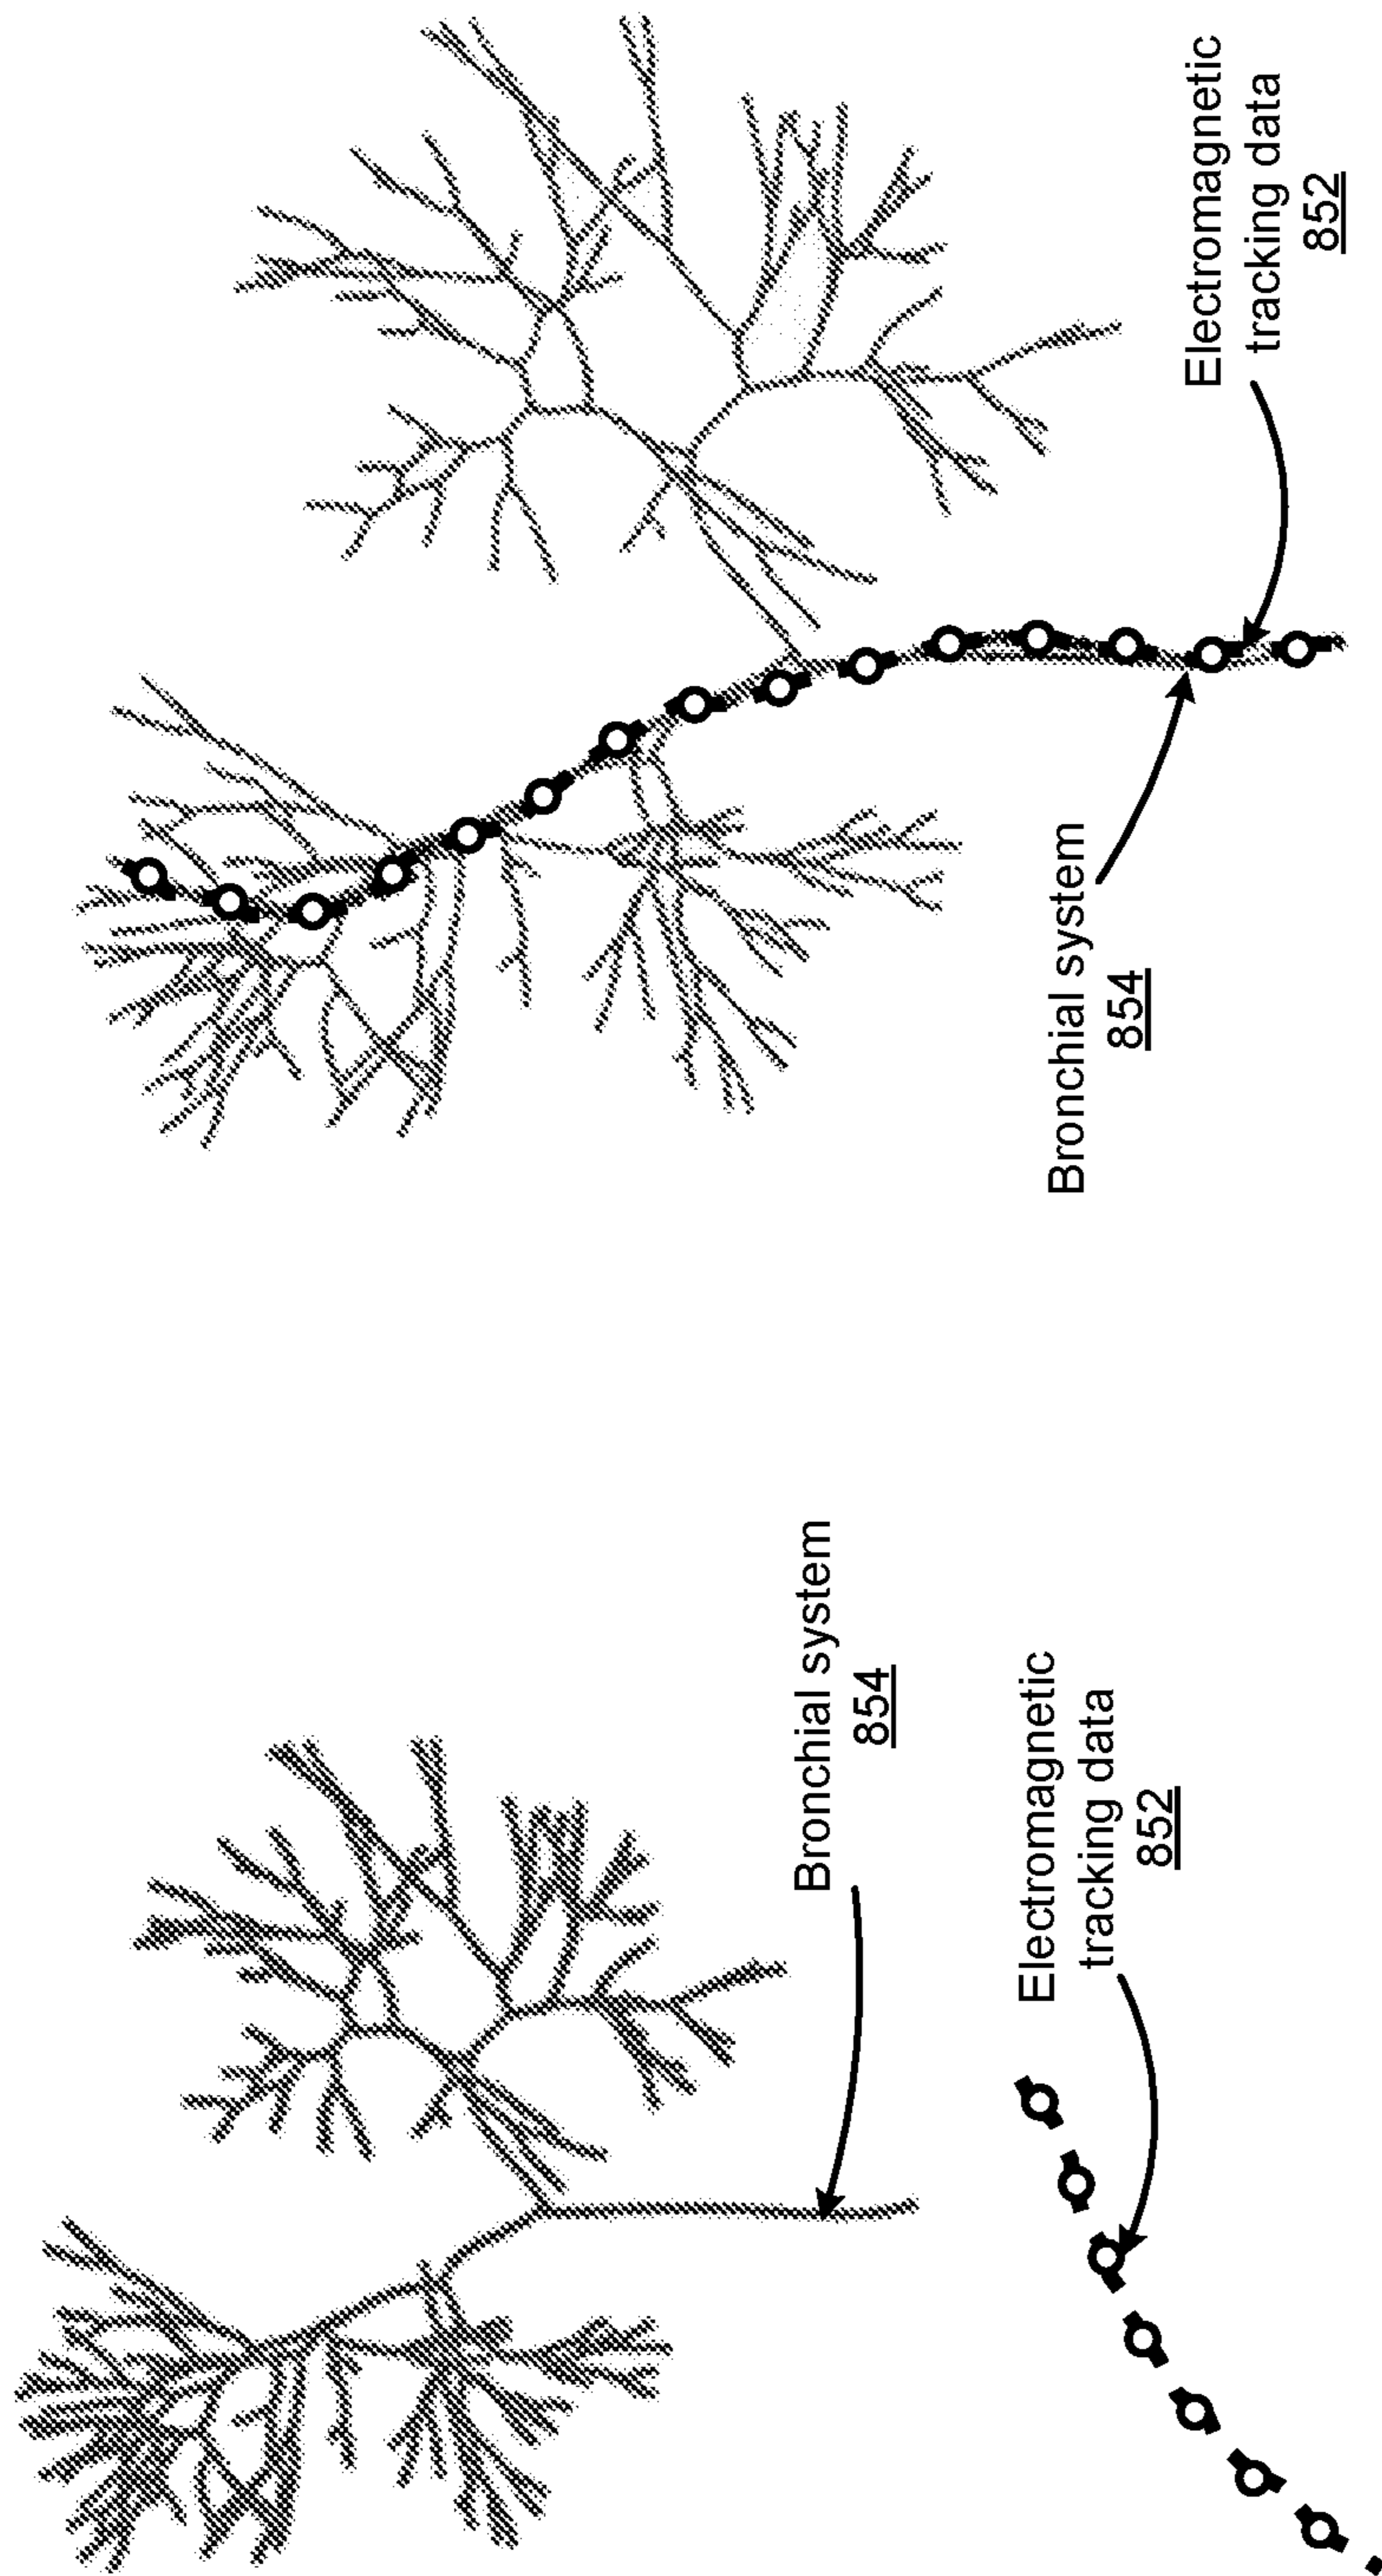 Bronchial system
854
Electromagnetic
tracking data
852
Bronchial system
854
Electromagnetic
tracking data
852